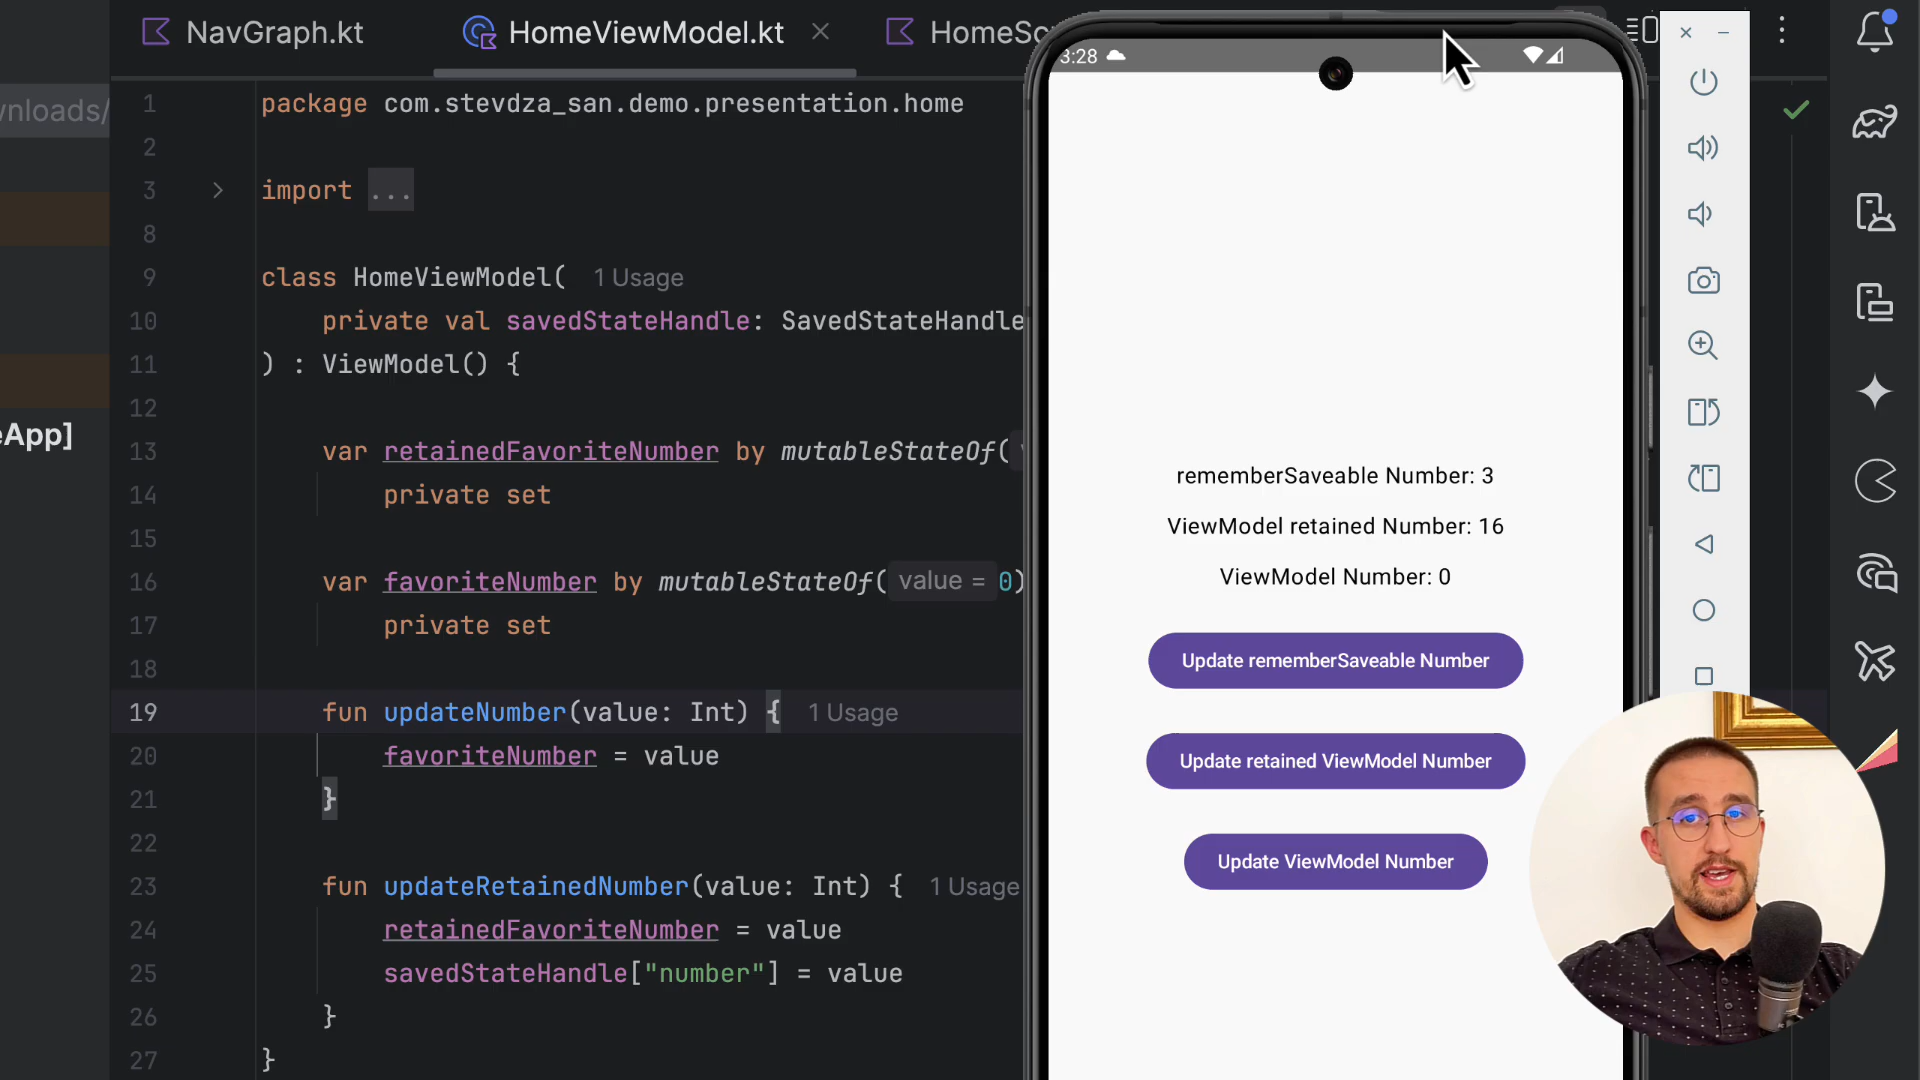 NavGraph.kt
HomeViewModel.kt
HomeSc
3:28
wnloads/
eApp]
1 package com.stevdza_san.demo.presentation.home
2
3 import ...
8
9 class HomeViewModel( 1 Usage
10 private val savedStateHandle: SavedStateHandle
11 ) : ViewModel() {
12
13 var retainedFavoriteNumber by mutableStateOf(
14 private set
15
16 var favoriteNumber by mutableStateOf( value = 0)
17 private set
18
19 fun updateNumber(value: Int) { 1 Usage
20 favoriteNumber = value
21 }
22
23 fun updateRetainedNumber(value: Int) { 1 Usage
24 retainedFavoriteNumber = value
25 savedStateHandle["number"] = value
26 }
27 }
rememberSaveable Number: 3
ViewModel retained Number: 16
ViewModel Number: 0
Update rememberSaveable Number
Update retained ViewModel Number
Update ViewModel Number